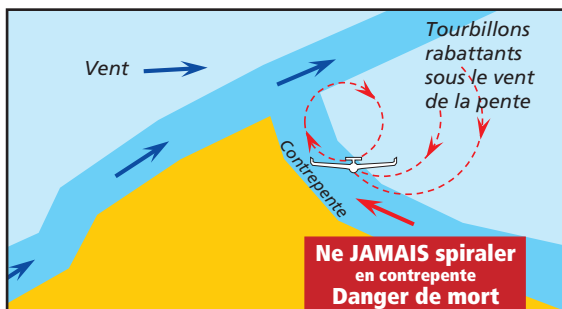 Vent
Tourbillons
rabattants
sous le vent
de la pente
Contrepente
Ne JAMAIS spiraler
en contrepente
Danger de mort